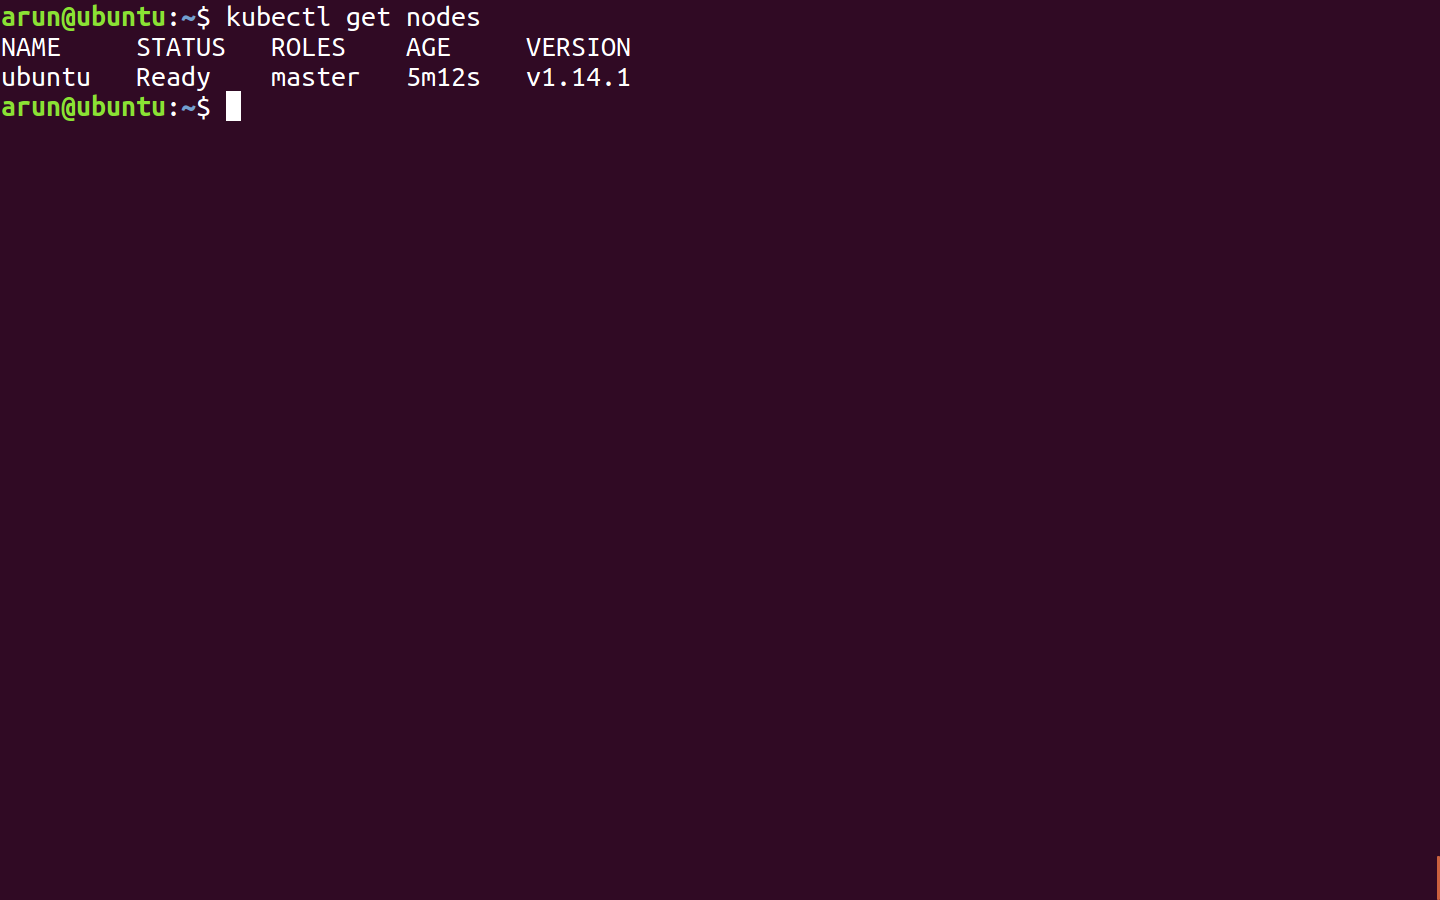 arun@ubuntu:~$ kubectl get nodes
NAME     STATUS   ROLES    AGE     VERSION
ubuntu   Ready    master   5m12s   v1.14.1
arun@ubuntu:~$